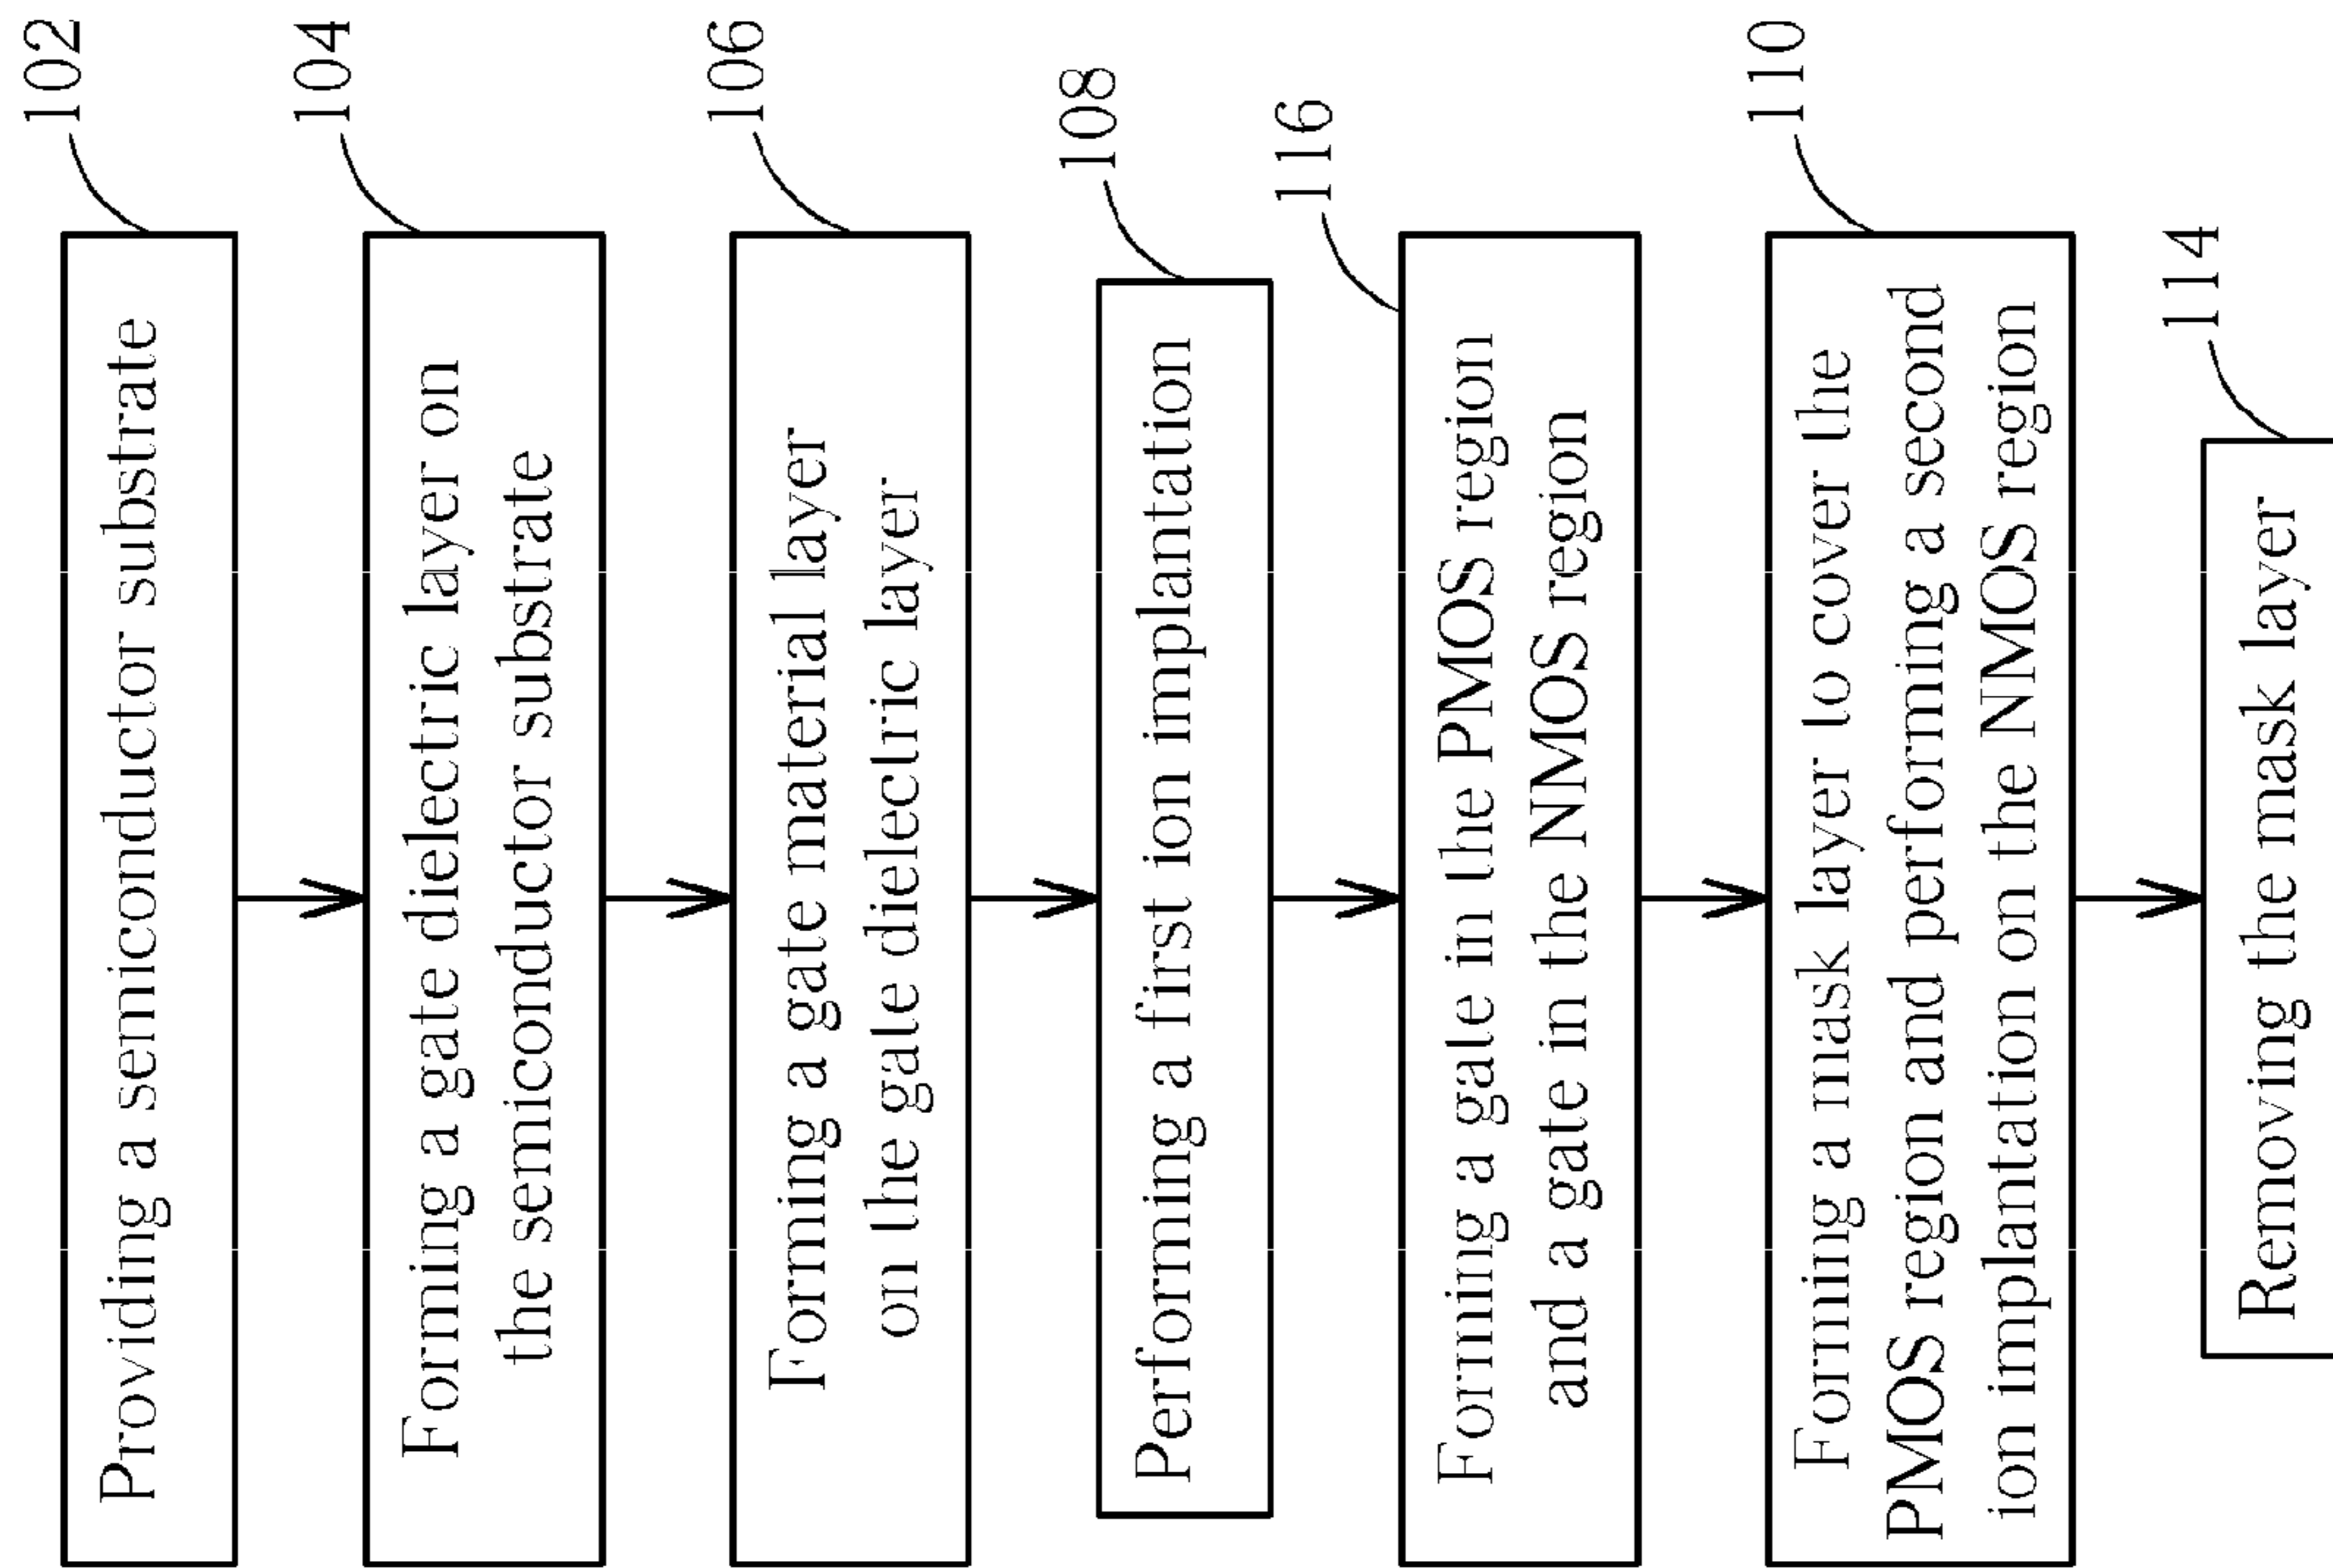 102
Providing a semiconductor substrate
104
Forming a gate dielectric layer on
the semiconductor substrate
106
Forming a gate material layer
on the gate dielectric layer
108
Performing a first ion implantation
116
Forming a gate in the PMOS region
and a gate in the NMOS region
110
Forming a mask layer to cover the
PMOS region and performing a second
ion implantation on the NMOS region
114
Removing the mask layer